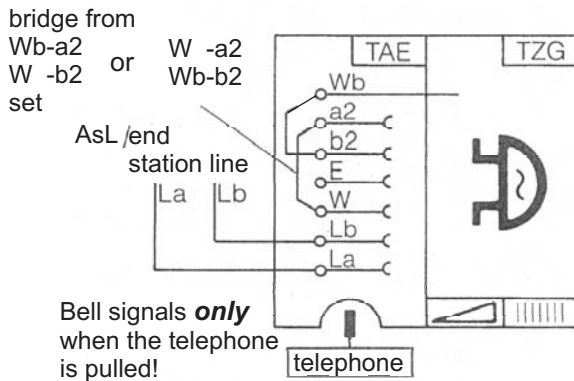 bridge from
Wb-a2
W -b2
set
or
W -a2
Wb-b2
AsL/end
station line
La Lb
TAE
TZG
Wb
a2
b2
E
W
Lb
La
Bell signals only
when the telephone
is pulled!
telephone